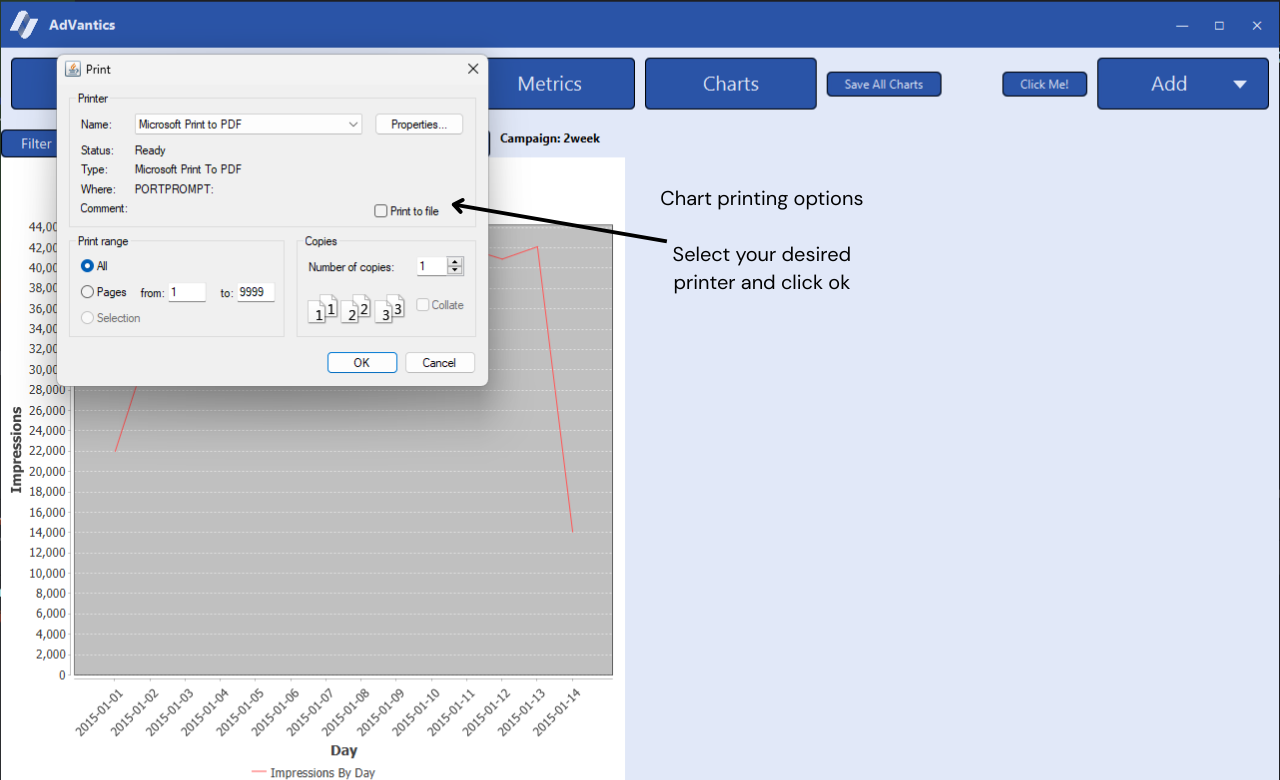 AdVantics
Print
Metrics
Charts
Save All Charts
Click Me!
Add
Printer
Name:
Microsoft Print to PDF
Properties...
Status:
Ready
Type:
Microsoft Print To PDF
Where:
PORTPROMPT:
Comment:
Print to file
Print range
All
Pages
from:
1
to:
9999
Selection
Copies
Number of copies:
1
1 1 2 2 3 3
Collate
OK
Cancel
Filter
Campaign: 2week
Chart printing options
Select your desired
printer and click ok
44,00
42,00
40,00
38,00
36,00
34,00
32,00
30,00
28,000
26,000
24,000
22,000
20,000
18,000
16,000
14,000
12,000
10,000
8,000
6,000
4,000
2,000
0
Impressions
2015-01-01
2015-01-02
2015-01-03
2015-01-04
2015-01-05
2015-01-06
2015-01-07
2015-01-08
2015-01-09
2015-01-10
2015-01-11
2015-01-12
2015-01-13
2015-01-14
Day
Impressions By Day